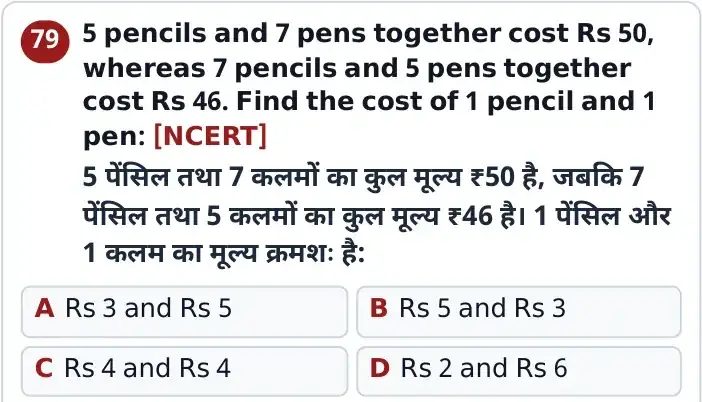 79
5 pencils and 7 pens together cost Rs 50,
whereas 7 pencils and 5 pens together
cost Rs 46. Find the cost of 1 pencil and 1
pen: [NCERT]
5 पेंसिल तथा 7 कलमों का कुल मूल्य ₹50 है, जबकि 7
पेंसिल तथा 5 कलमों का कुल मूल्य ₹46 है। 1 पेंसिल और
1 कलम का मूल्य क्रमशः है:
A Rs 3 and Rs 5
B Rs 5 and Rs 3
C Rs 4 and Rs 4
D Rs 2 and Rs 6